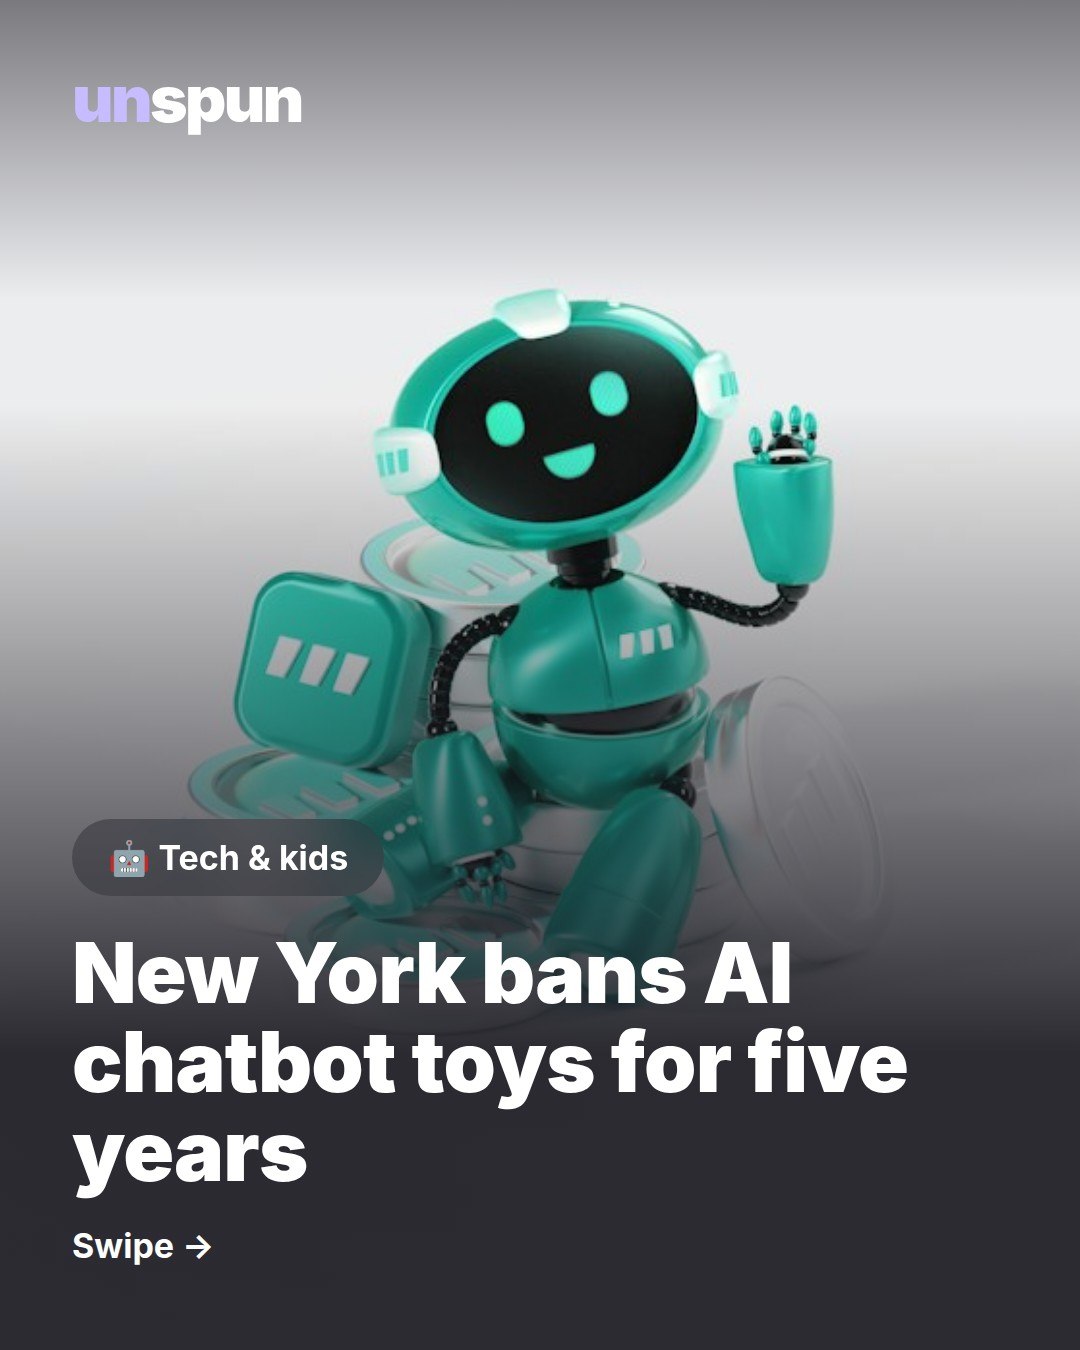 unspun
🤖 Tech & kids
New York bans AI
chatbot toys for five
years
Swipe →